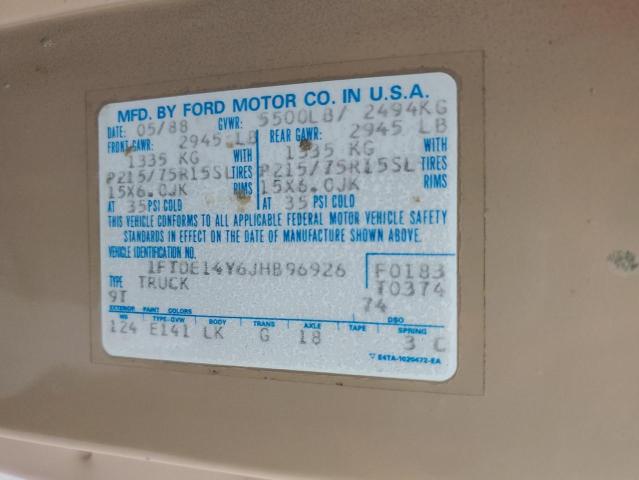 MFD. BY FORD MOTOR CO. IN U.S.A.
DATE: 05/88 GVWR: 5500LB/ 2494KG
FRONT GAWR: 2945 LB REAR GAWR: 2945 LB
1335 KG WITH 1335 KG WITH
P215/75R15SL TIRES P215/75R15SL TIRES
15X6.0JK RIMS 15X6.0JK RIMS
AT 35 PSI COLD AT 35 PSI COLD
THIS VEHICLE CONFORMS TO ALL APPLICABLE FEDERAL MOTOR VEHICLE SAFETY
STANDARDS IN EFFECT ON THE DATE OF MANUFACTURE SHOWN ABOVE.
VEHICLE IDENTIFICATION NO.
1FTDE14Y6JHB96926 F0183
TYPE TRUCK T0374
9T 74
EXTERIOR PAINT COLORS DSO
WB TYPE-GVW BODY TRANS AXLE TAPE SPRING
124 E141 LK G 18 3 C
E4TA-1020472-EA